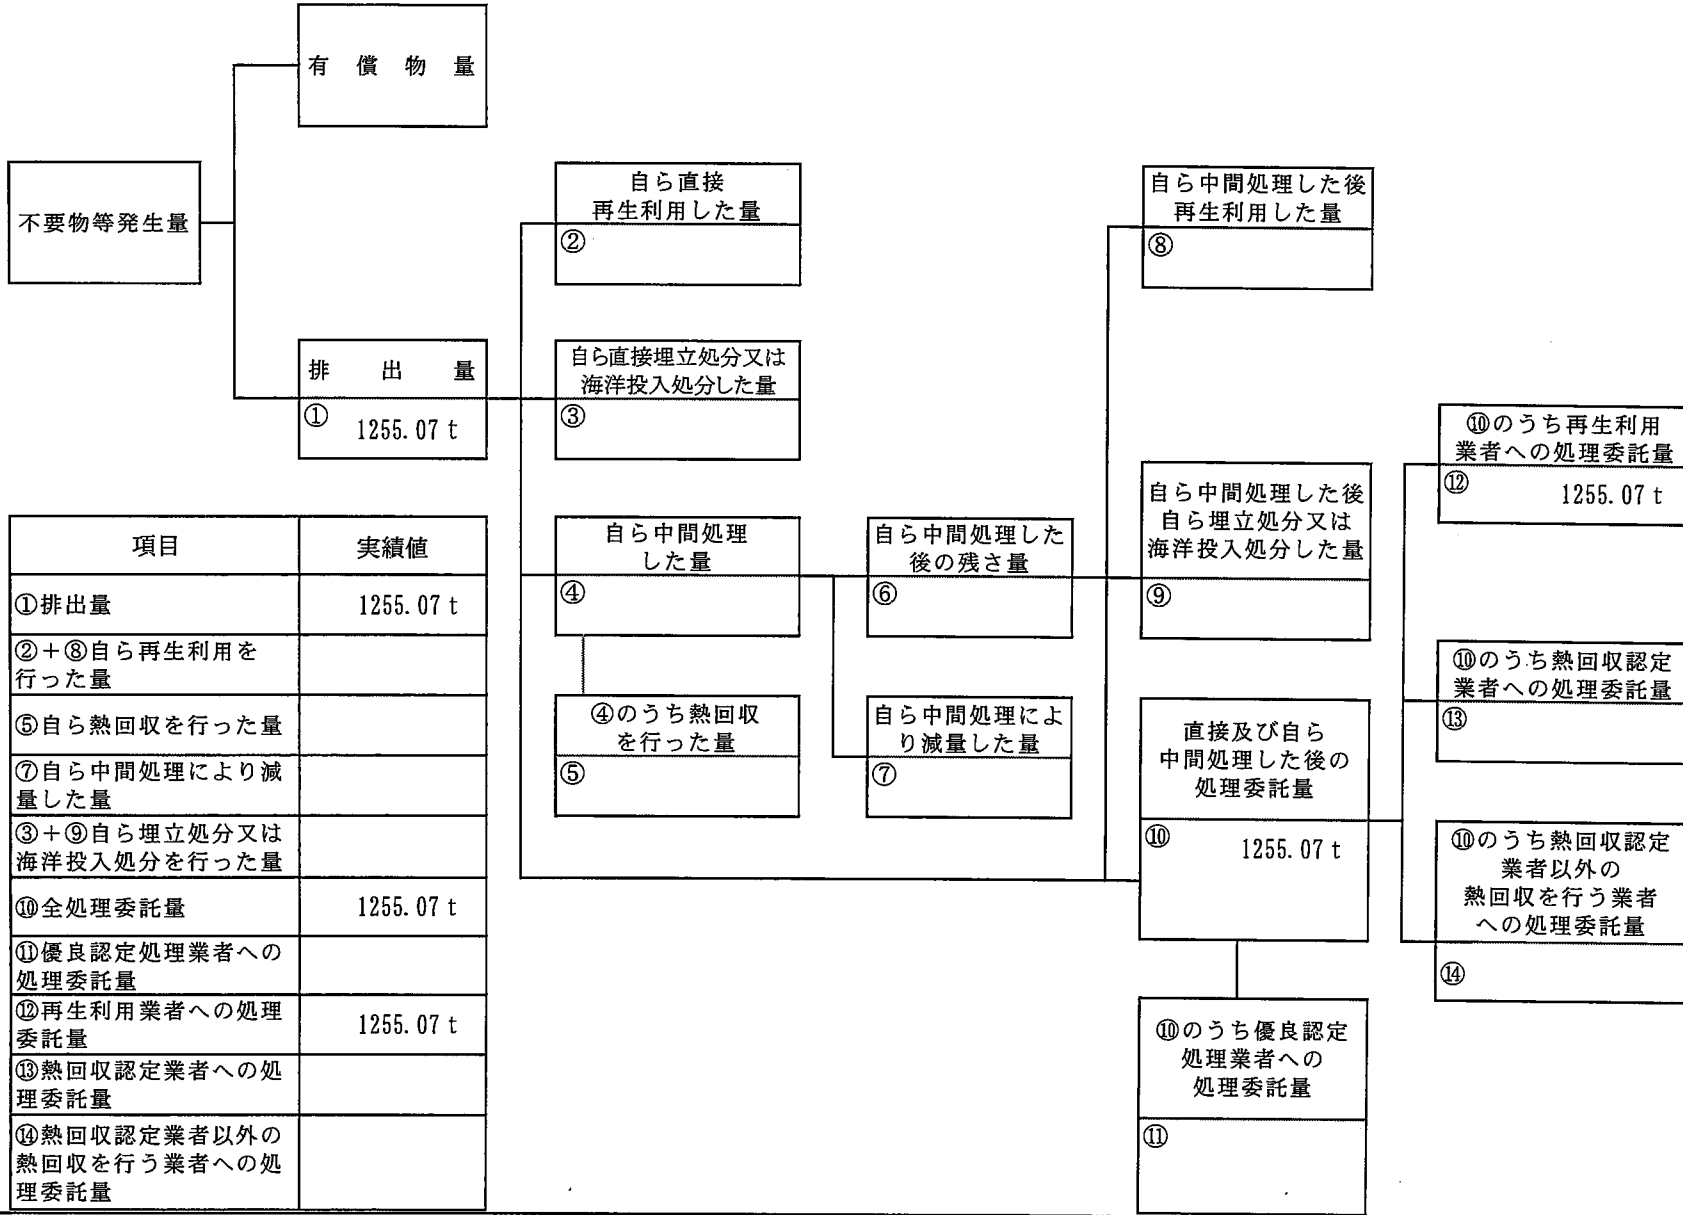 有償物量
不要物等発生量
排出量
① 1255.07 t
自ら直接
再生利用した量
②
自ら直接埋立処分又は
海洋投入処分した量
③
自ら中間処理
した量
④
④のうち熱回収
を行った量
⑤
自ら中間処理した
後の残さ量
⑥
自ら中間処理によ
り減量した量
⑦
自ら中間処理した後
再生利用した量
⑧
自ら中間処理した後
自ら埋立処分又は
海洋投入処分した量
⑨
直接及び自ら
中間処理した後の
処理委託量
⑩ 1255.07 t
⑩のうち優良認定
処理業者への
処理委託量
⑪
⑩のうち再生利用
業者への処理委託量
⑫ 1255.07 t
⑩のうち熱回収認定
業者への処理委託量
⑬
⑩のうち熱回収認定
業者以外の
熱回収を行う業者
への処理委託量
⑭
項目 実績値
①排出量 1255.07 t
②+⑧自ら再生利用を
行った量
⑤自ら熱回収を行った量
⑦自ら中間処理により減
量した量
③+⑨自ら埋立処分又は
海洋投入処分を行った量
⑩全処理委託量 1255.07 t
⑪優良認定処理業者への
処理委託量
⑫再生利用業者への処理
委託量 1255.07 t
⑬熱回収認定業者への処
理委託量
⑭熱回収認定業者以外の
熱回収を行う業者への処
理委託量